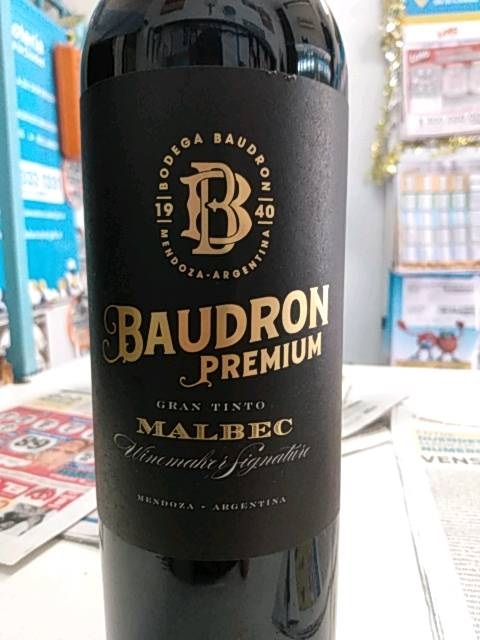 BODEGA BAUDRON
19 B 40
MENDOZA-ARGENTINA
BAUDRON
PREMIUM
GRAN TINTO
MALBEC
Winemaker Signature
MENDOZA - ARGENTINA